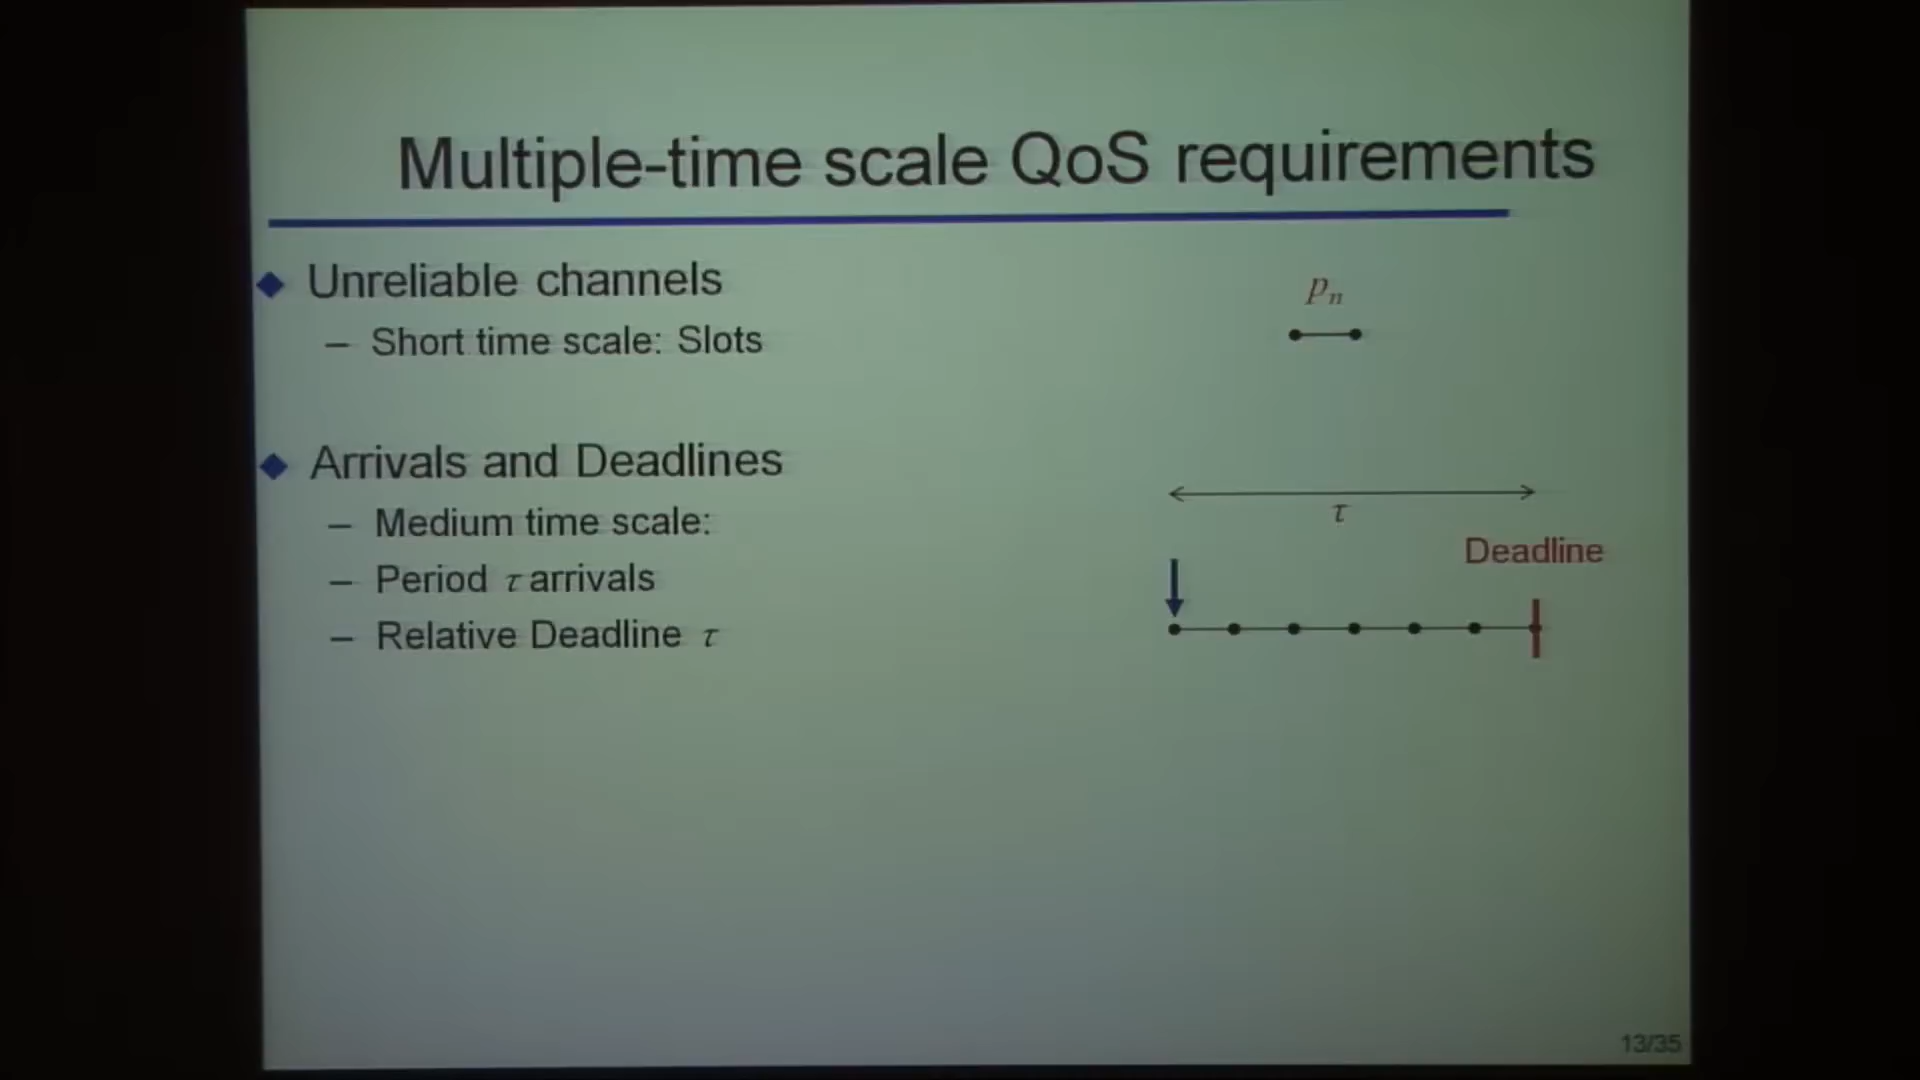 Multiple-time scale QoS requirements
Unreliable channels
– Short time scale: Slots
pₙ
Arrivals and Deadlines
– Medium time scale:
– Period τ arrivals
– Relative Deadline τ
τ
Deadline
13/35